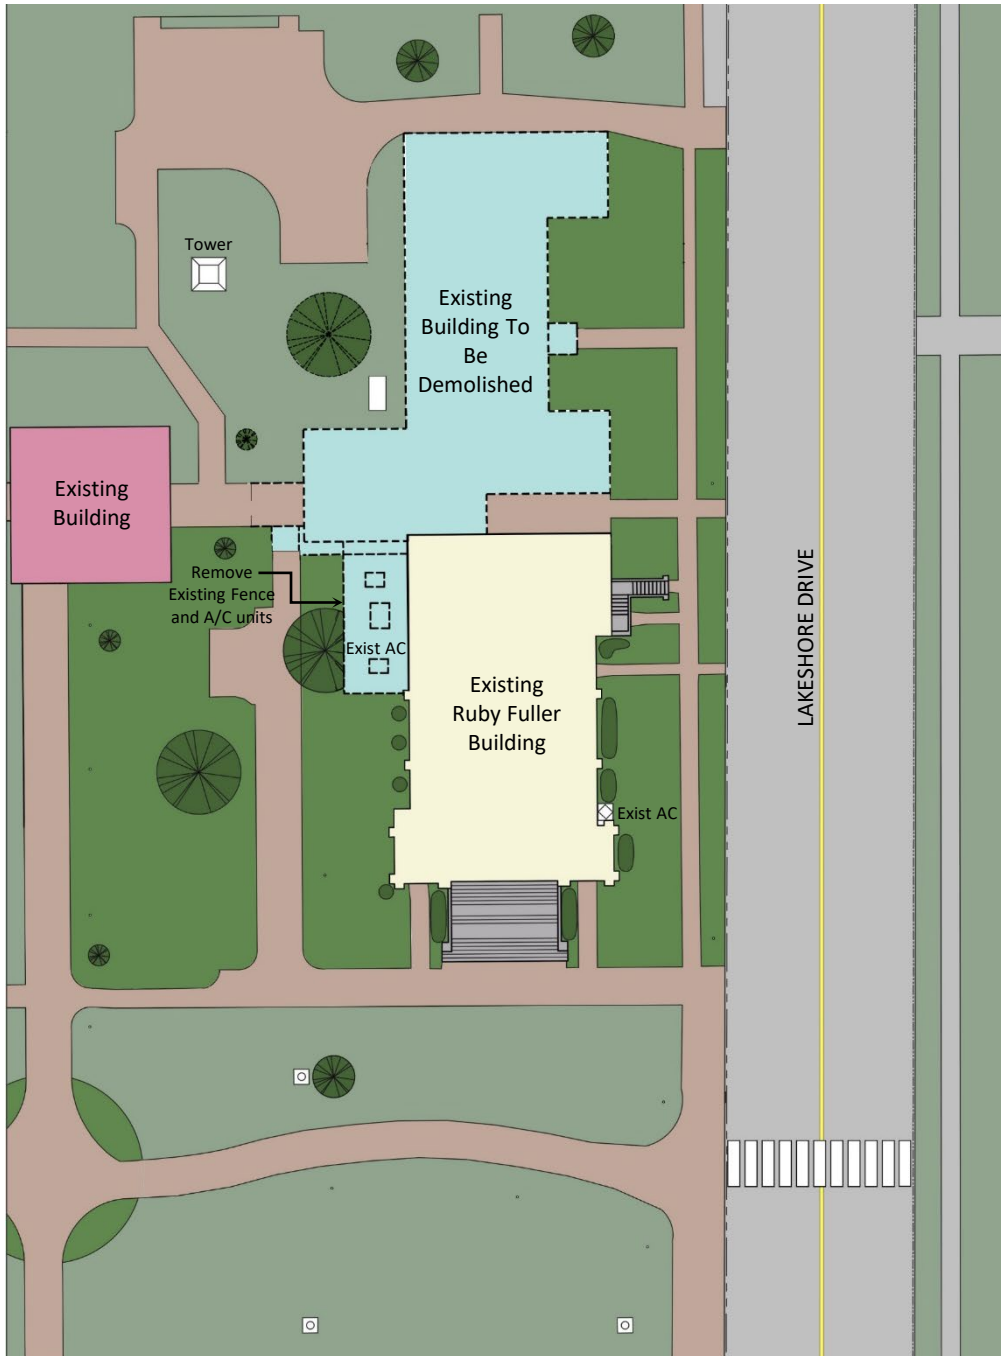 Tower
Existing
Building To
Be
Demolished
Existing
Building
Remove
Existing Fence
and A/C units
Exist AC
Existing
Ruby Fuller
Building
Exist AC
LAKESHORE DRIVE